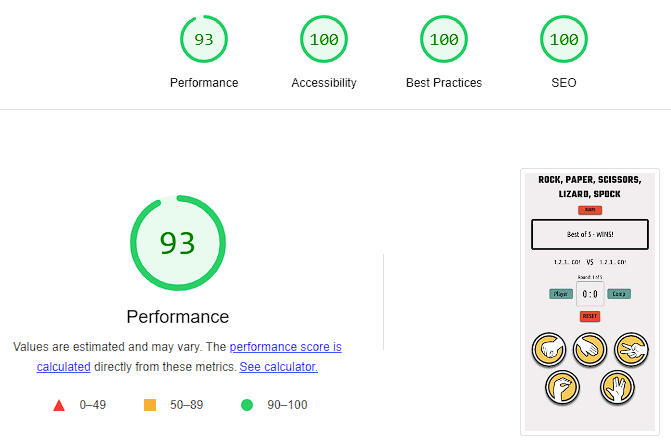 93 100 100 100
Performance Accessibility Best Practices SEO
93
Performance
Values are estimated and may vary. The performance score is
calculated directly from these metrics. See calculator.
0–49 50–89 90–100
ROCK, PAPER, SCISSORS,
LIZARD, SPOCK
RULES
Best of 5 - WINS!
1..2..3... GO! VS 1..2..3... GO!
Round: 1 of 5
Player 0 : 0 Comp
RESET